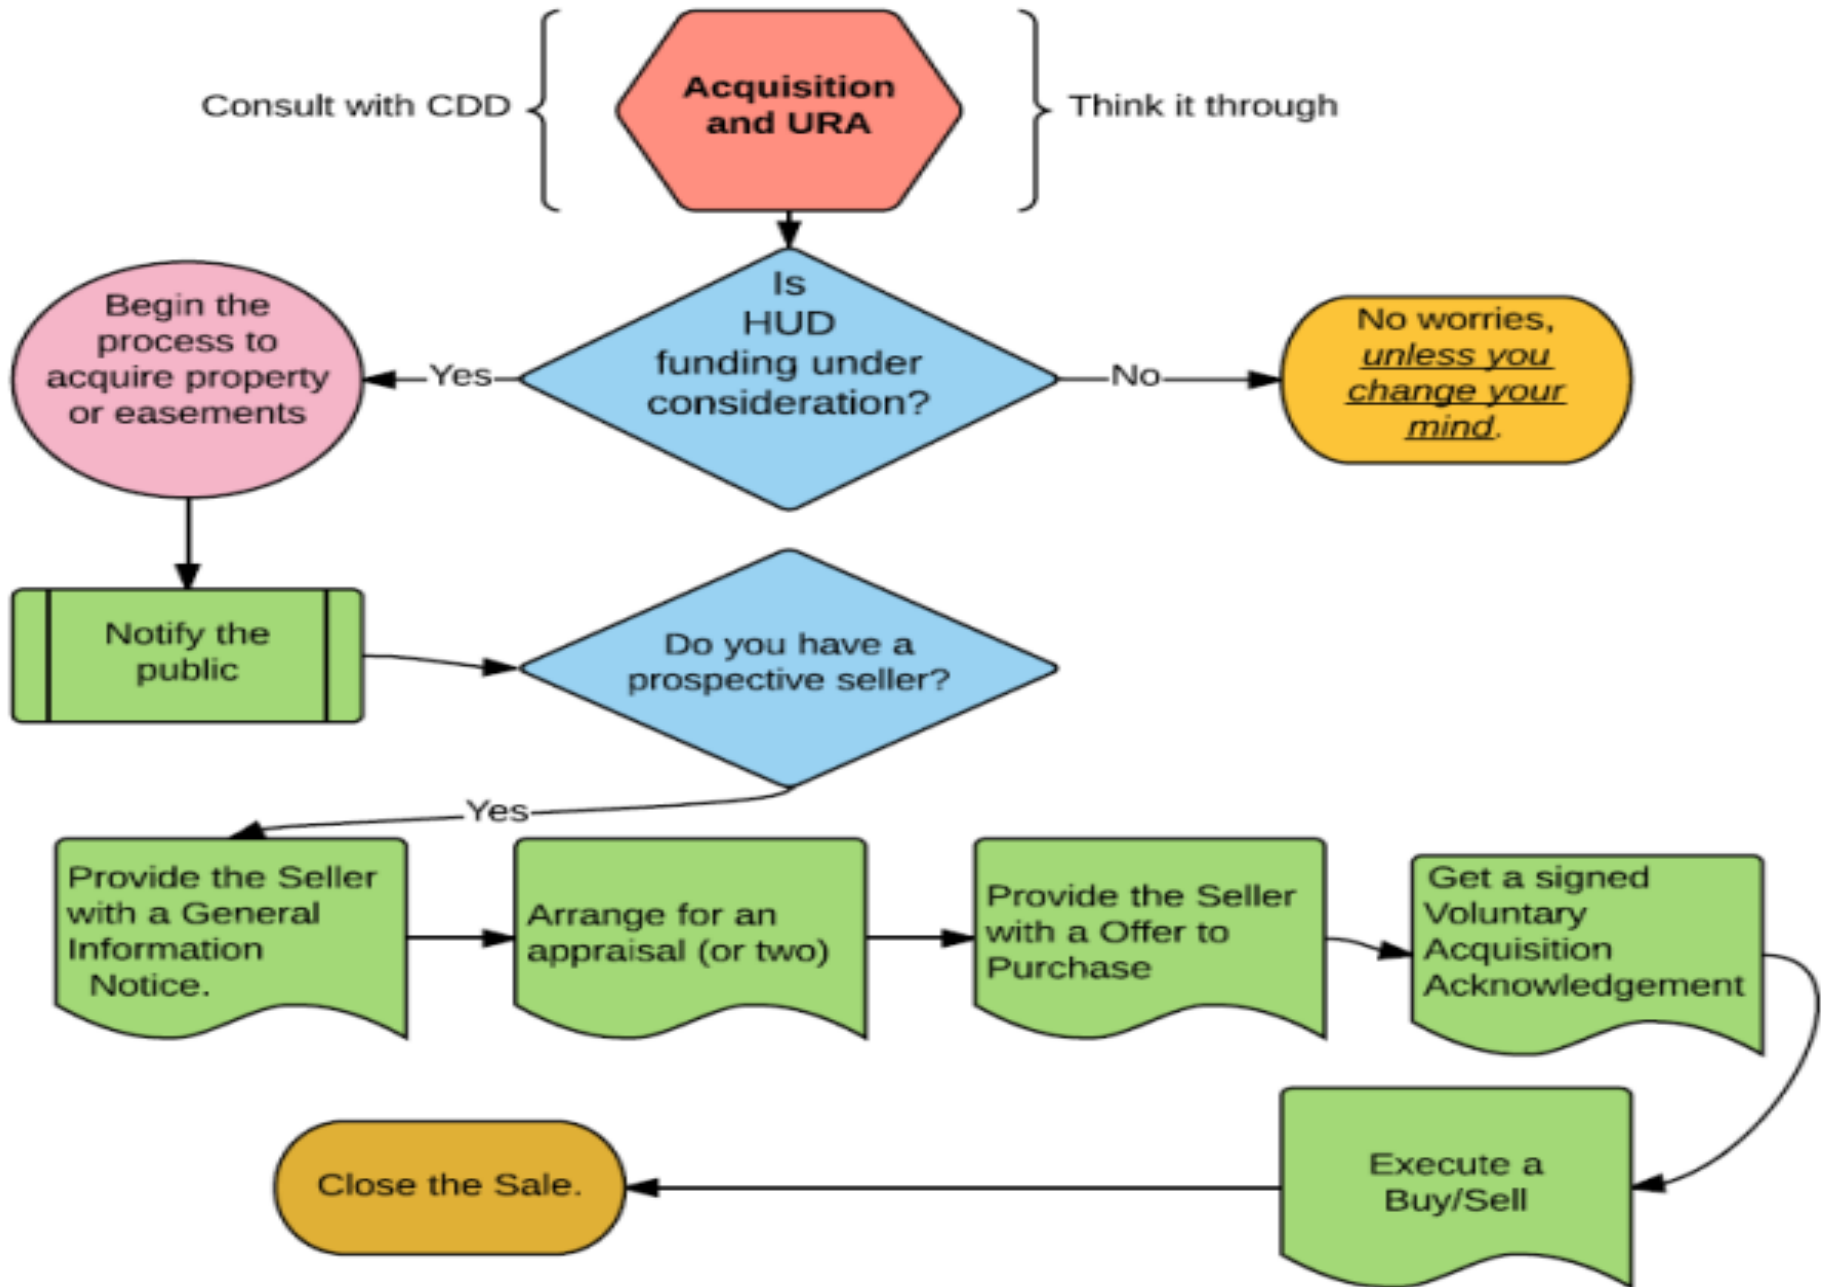 Consult with CDD
Acquisition
and URA
Think it through
Is
HUD
funding under
consideration?
Yes
No
Begin the
process to
acquire property
or easements
No worries,
unless you
change your
mind.
Notify the
public
Do you have a
prospective seller?
Yes
Provide the Seller
with a General
Information
Notice.
Arrange for an
appraisal (or two)
Provide the Seller
with a Offer to
Purchase
Get a signed
Voluntary
Acquisition
Acknowledgement
Execute a
Buy/Sell
Close the Sale.